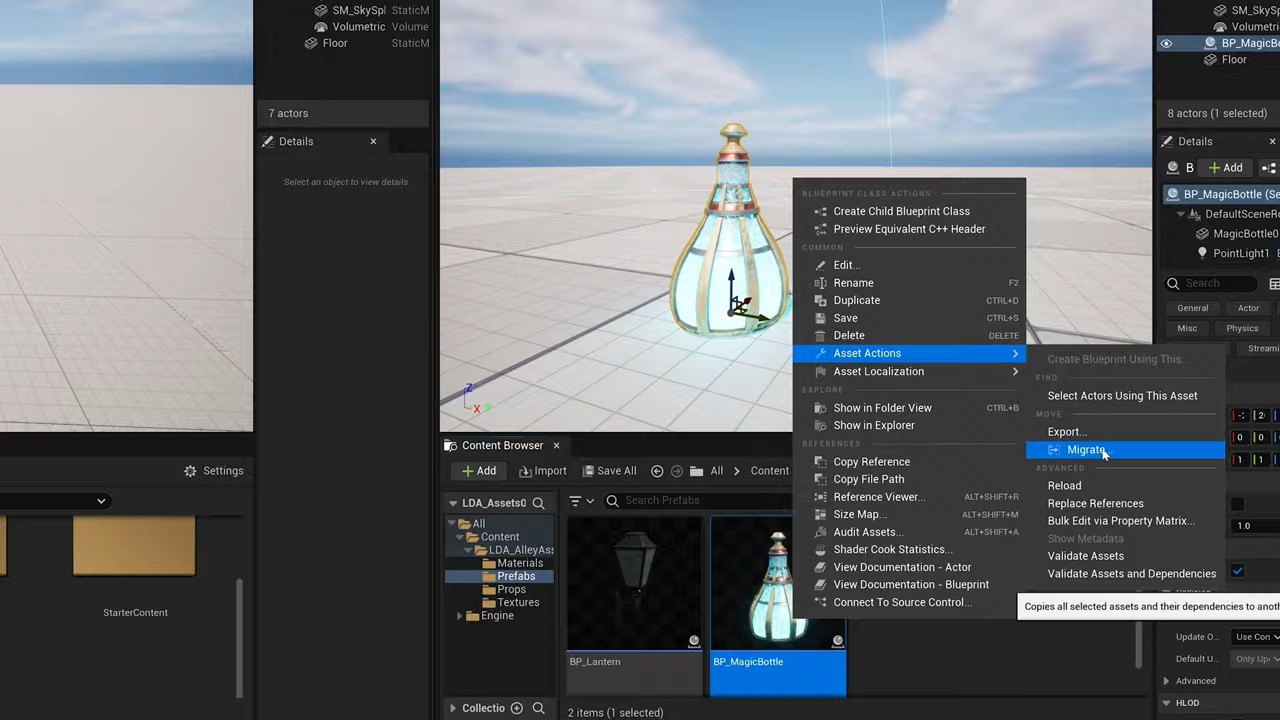 SM_SkySpl StaticM
Volumetric Volume
Floor StaticM
7 actors
Details
Select an object to view details
Settings
StarterContent
BLUEPRINT CLASS ACTIONS
Create Child Blueprint Class
Preview Equivalent C++ Header
COMMON
Edit...
Rename F2
Duplicate CTRL+D
Save CTRL+S
Delete DELETE
Asset Actions
Asset Localization
EXPLORE
Show in Folder View CTRL+B
Show in Explorer
REFERENCES
Copy Reference
Copy File Path
Reference Viewer... ALT+SHIFT+R
Size Map... ALT+SHIFT+M
Audit Assets... ALT+SHIFT+A
Shader Cook Statistics...
View Documentation - Actor
View Documentation - Blueprint
Connect To Source Control...
Create Blueprint Using This...
FIND
Select Actors Using This Asset
MOVE
Export...
Migrate...
ADVANCED
Reload
Replace References
Bulk Edit via Property Matrix...
Show Metadata
Validate Assets
Validate Assets and Dependencies
Copies all selected assets and their dependencies to anoth
Z
X
Y
Content Browser
Add
Import
Save All
All
Content
LDA_Assets0
Search Prefabs
All
Content
LDA_AlleyAss
Materials
Prefabs
Props
Textures
Engine
Collectio
BP_Lantern
BP_MagicBottle
2 items (1 selected)
SM_SkySp
Volumetric
BP_MagicBo
Floor
8 actors (1 selected)
Details
B
Add
BP_MagicBottle (Se
DefaultSceneRo
MagicBottle0
PointLight1
Search
General
Actor
Misc
Physics
Streami
1.0
Update O...
Use Con
Default U...
Only Up
Advanced
HLOD